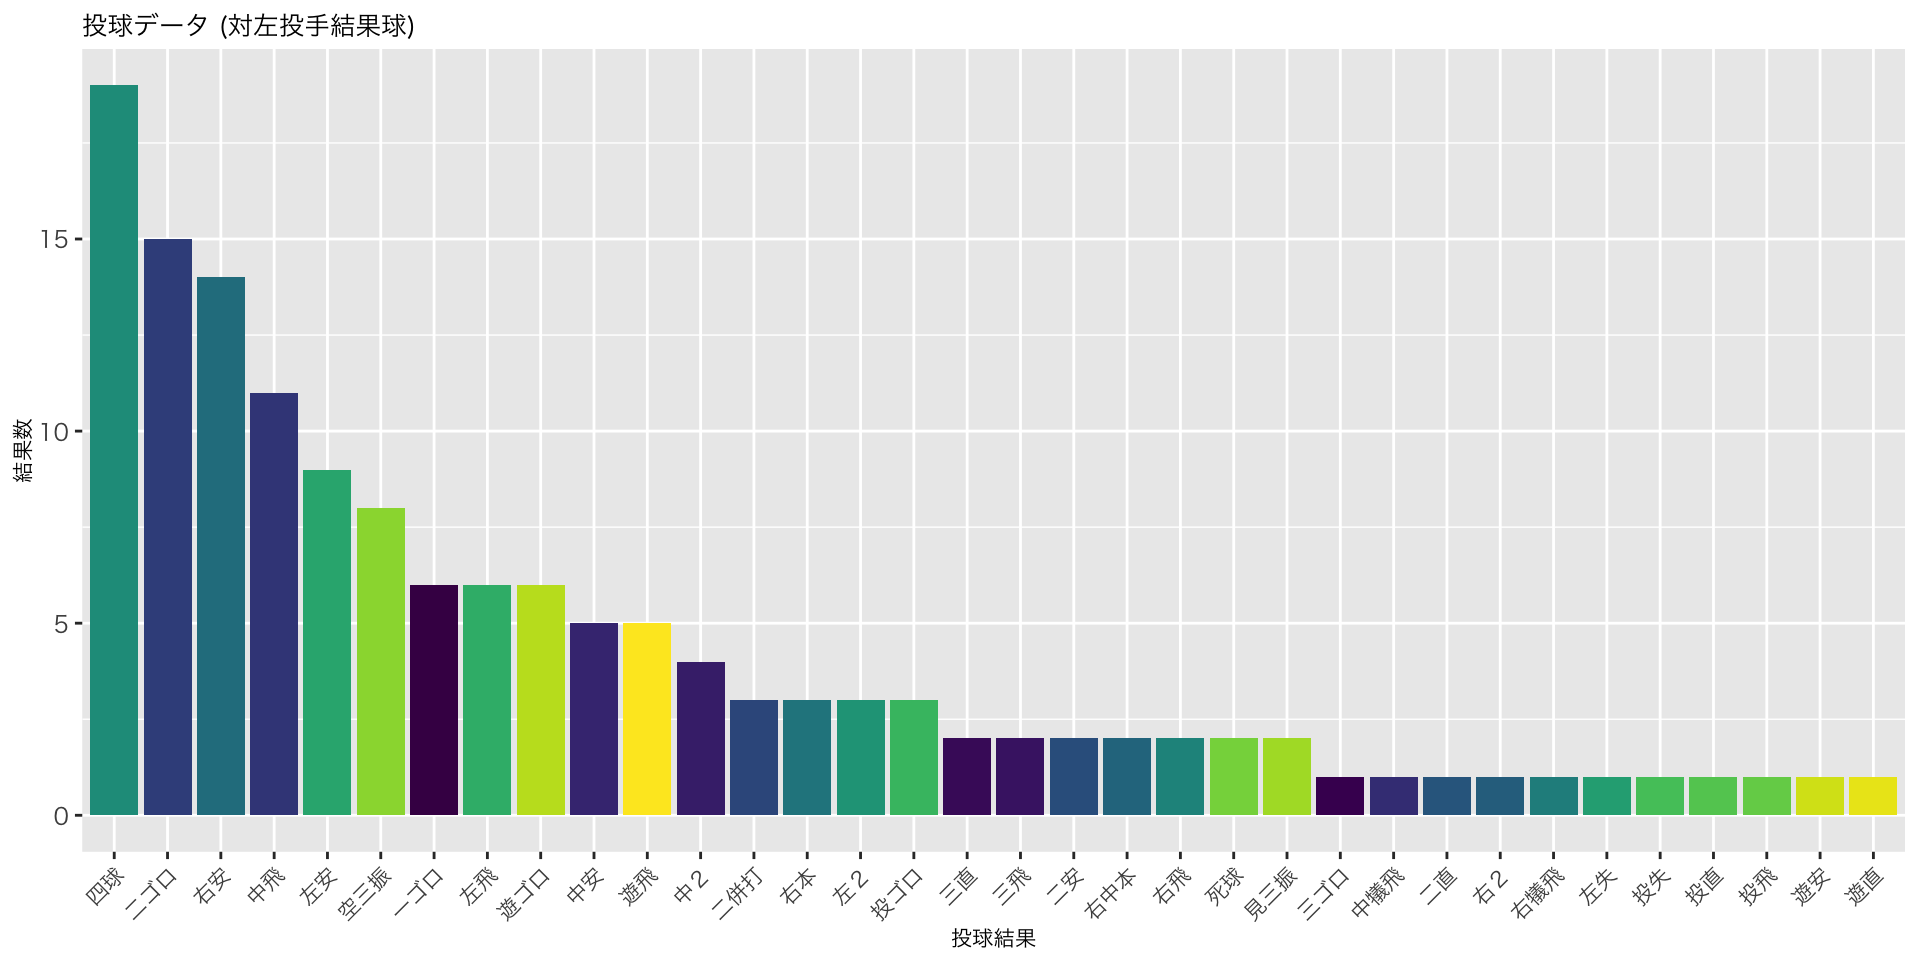 投球データ (対左投手結果球)
結果数
15
10
5
0
四球
二ゴロ
右安
中飛
左安
空三振
一ゴロ
左飛
遊ゴロ
中安
遊飛
中２
二併打
右本
左２
投ゴロ
三直
三飛
二安
右中本
右飛
死球
見三振
三ゴロ
中犠飛
二直
右２
右犠飛
左失
投失
投直
投飛
遊安
遊直
投球結果